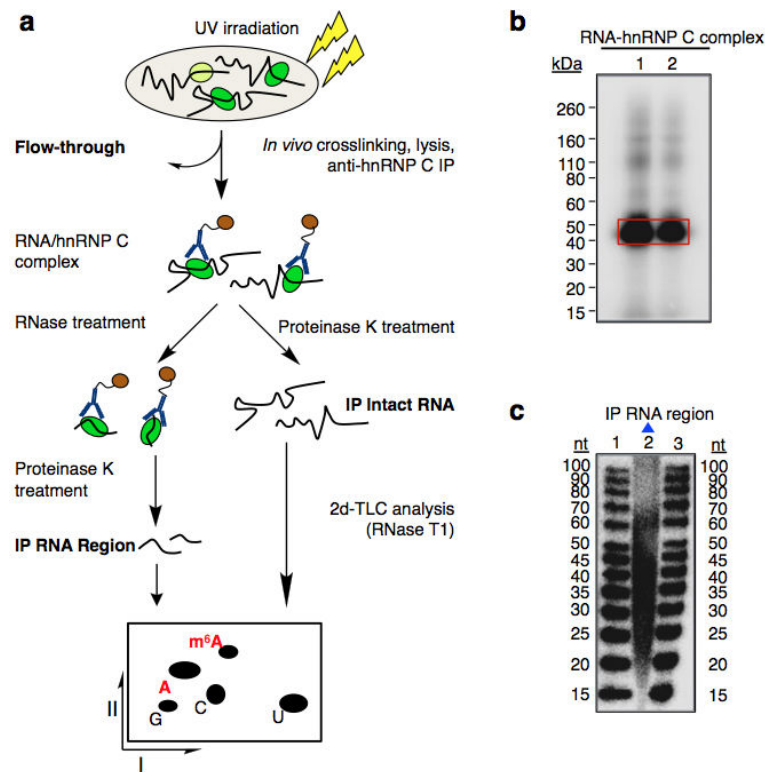 a
UV irradiation
Flow-through
In vivo crosslinking, lysis,
anti-hnRNP C IP
RNA/hnRNP C
complex
RNase treatment
Proteinase K treatment
IP Intact RNA
Proteinase K
treatment
2d-TLC analysis
(RNase T1)
IP RNA Region
m⁶A
A
G
C
U
II
I
b
RNA-hnRNP C complex
kDa
1 2
260
160
110
80
60
50
40
30
20
15
c
IP RNA region
nt 1 2 3 nt
100 100
90 90
80 80
70 70
60 60
50 50
45 45
40 40
35 35
30 30
25 25
20 20
15 15